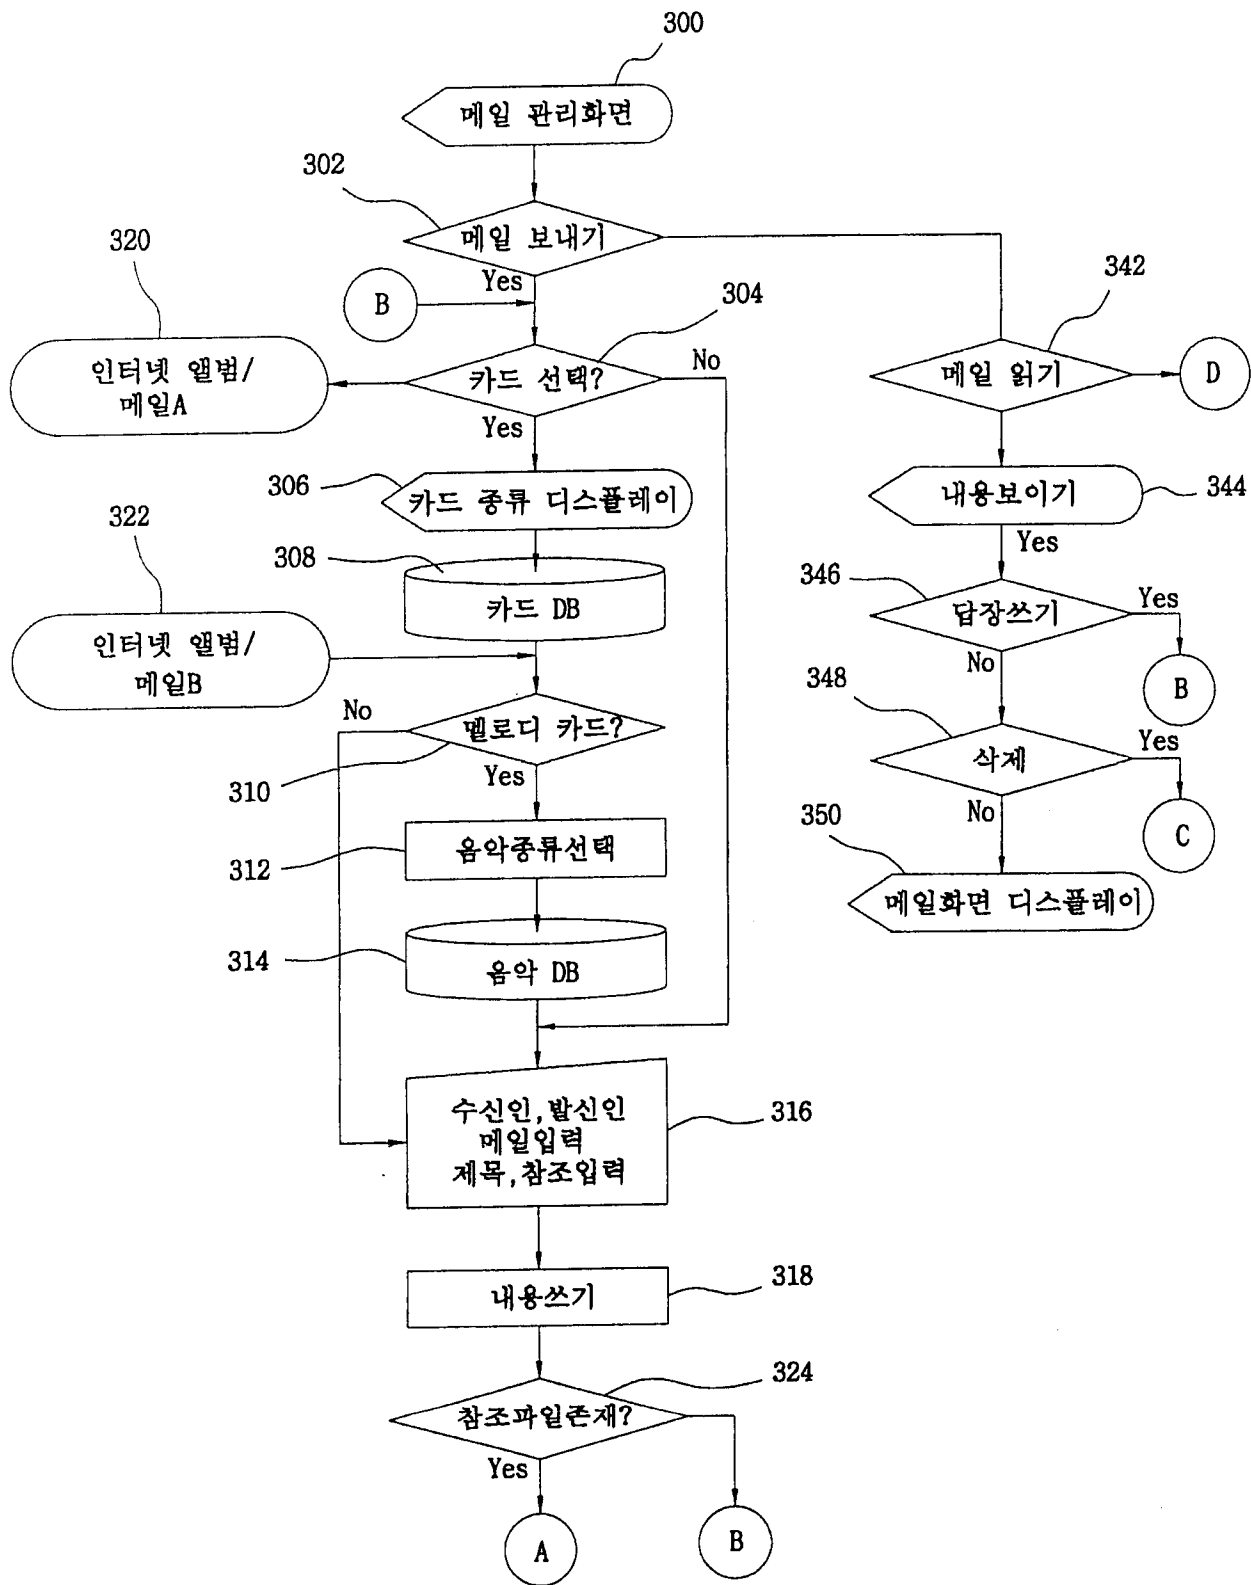 300
메일 관리화면
302
메일 보내기
Yes
320
342
B
304
인터넷 앨범/
메일A
카드 선택?
No
Yes
메일 읽기
D
306
카드 종류 디스플레이
내용보이기
344
Yes
322
308
카드 DB
346
답장쓰기
Yes
No
B
인터넷 앨범/
메일B
348
삭제
Yes
No
C
No
멜로디 카드?
310
Yes
350
메일화면 디스플레이
312
음악종류선택
314
음악 DB
수신인,발신인
메일입력
제목,참조입력
316
내용쓰기
318
324
참조파일존재?
Yes
A
B